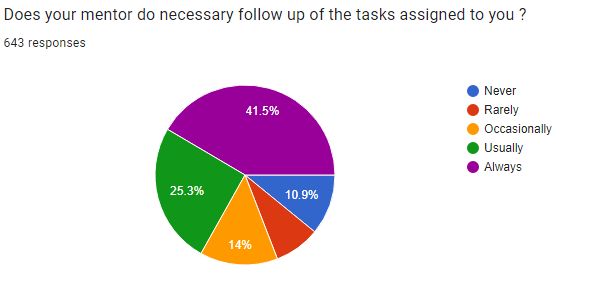 Does your mentor do necessary follow up of the tasks assigned to you ?
643 responses
41.5%
25.3%
10.9%
14%
Never
Rarely
Occasionally
Usually
Always